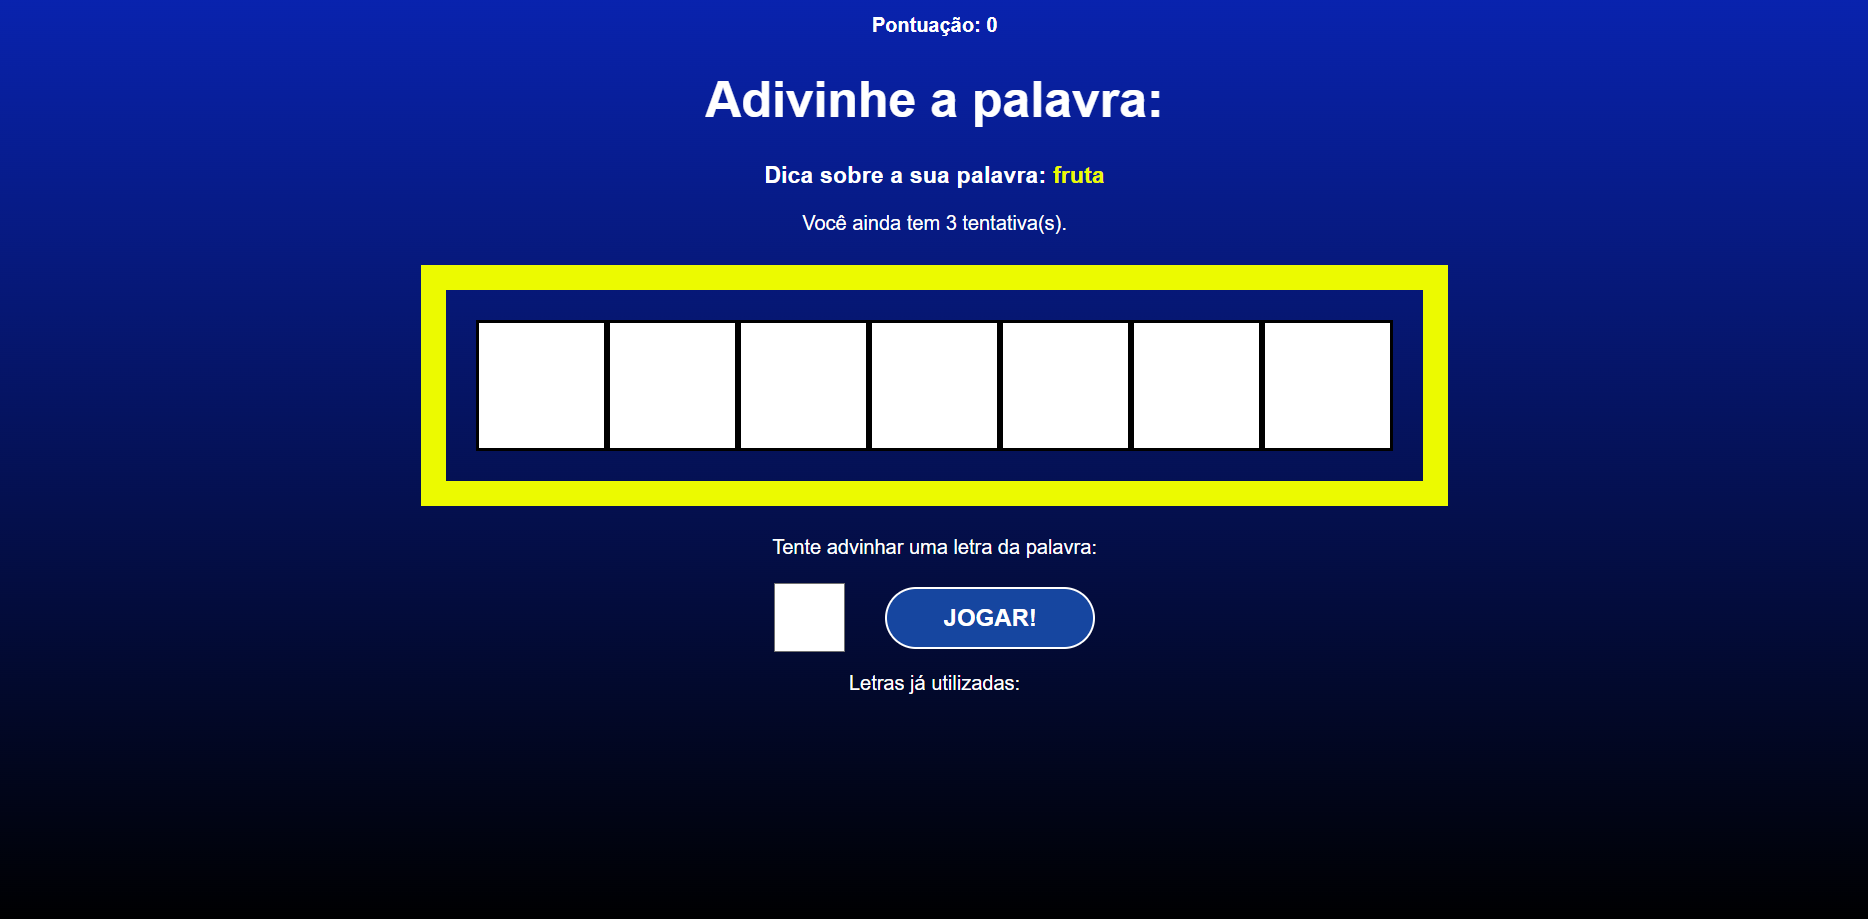 Pontuação: 0
Adivinhe a palavra:
Dica sobre a sua palavra: fruta
Você ainda tem 3 tentativa(s).
Tente advinhar uma letra da palavra:
JOGAR!
Letras já utilizadas: